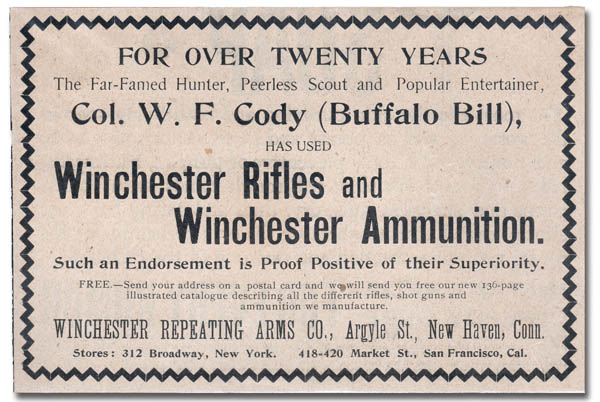 FOR OVER TWENTY YEARS
The Far-Famed Hunter, Peerless Scout and Popular Entertainer,
Col. W. F. Cody (Buffalo Bill),
HAS USED
Winchester Rifles and
Winchester Ammunition.
Such an Endorsement is Proof Positive of their Superiority.
FREE.—Send your address on a postal card and we will send you free our new 136-page
illustrated catalogue describing all the different rifles, shot guns and
ammunition we manufacture.
WINCHESTER REPEATING ARMS CO., Argyle St., New Haven, Conn.
Stores: 312 Broadway, New York. 418-420 Market St., San Francisco, Cal.